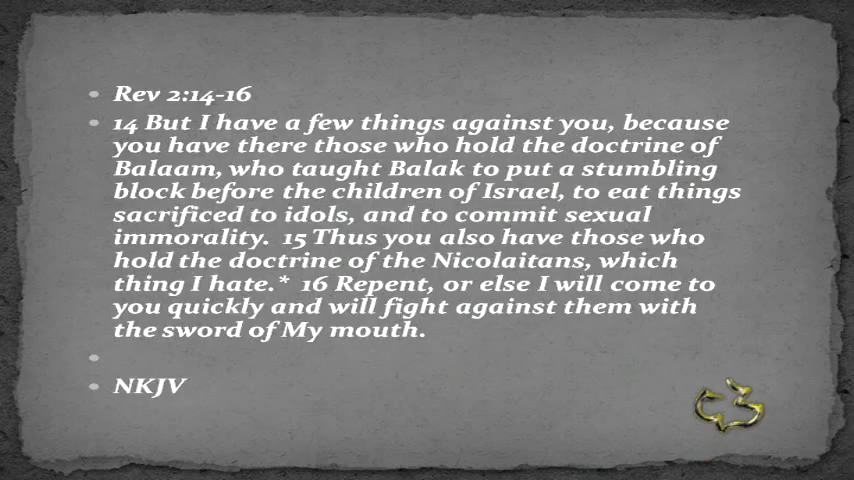 Rev 2:14-16
14 But I have a few things against you, because
you have there those who hold the doctrine of
Balaam, who taught Balak to put a stumbling
block before the children of Israel, to eat things
sacrificed to idols, and to commit sexual
immorality.  15 Thus you also have those who
hold the doctrine of the Nicolaitans, which
thing I hate.*  16 Repent, or else I will come to
you quickly and will fight against them with
the sword of My mouth.
NKJV